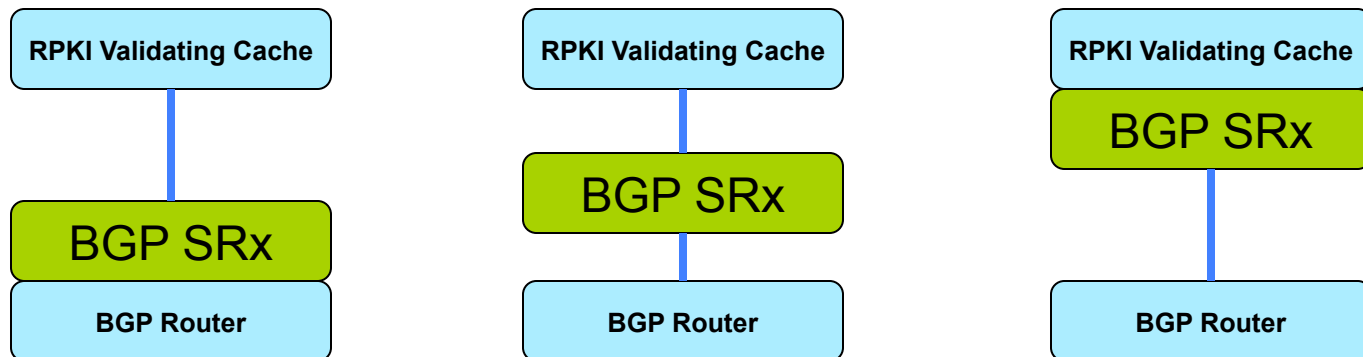 RPKI Validating Cache
BGP SRx
BGP Router
RPKI Validating Cache
BGP SRx
BGP Router
RPKI Validating Cache
BGP SRx
BGP Router